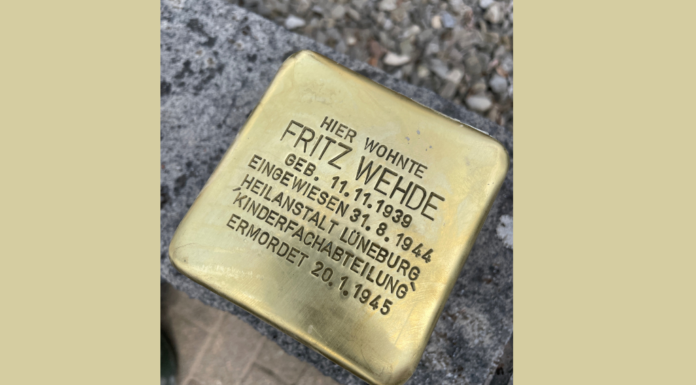 HIER WOHNTE
FRITZ WEHDE
GEB. 11.11.1939
EINGEWIESEN 31.8.1944
HEILANSTALT LÜNEBURG
'KINDERFACHABTEILUNG'
ERMORDET 20.1.1945